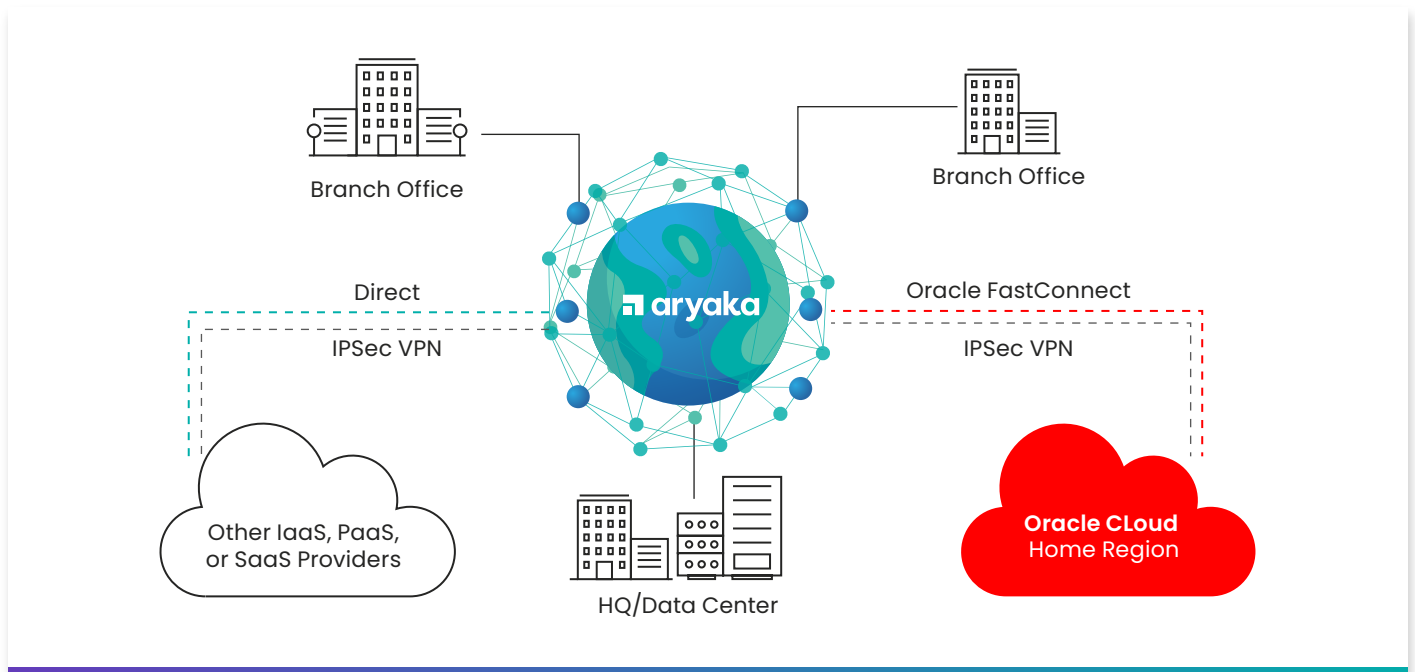 Branch Office
Branch Office
Direct
Oracle FastConnect
aryaka
IPSec VPN
IPSec VPN
Other IaaS, PaaS,
or SaaS Providers
Oracle CLoud
Home Region
HQ/Data Center